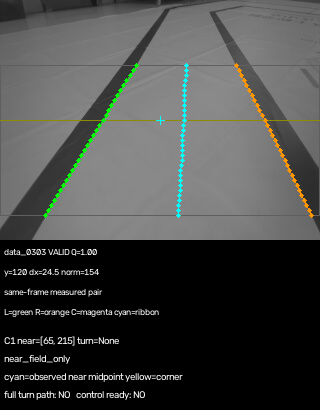 data_0303 VALID Q=1.00
y=120 dx=24.5 norm=154
same-frame measured pair
L=green R=orange C=magenta cyan=ribbon
C1 near=[65, 215] turn=None
near_field_only
cyan=observed near midpoint yellow=corner
full turn path: NO control ready: NO